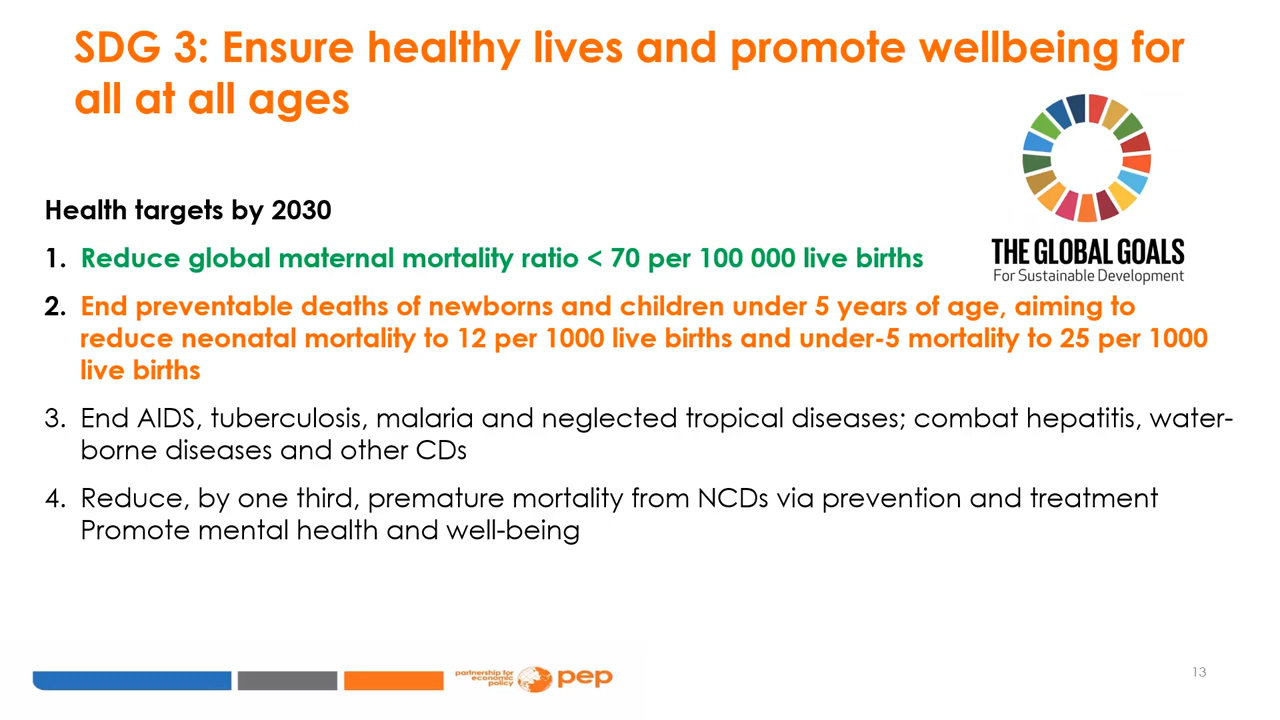 SDG 3: Ensure healthy lives and promote wellbeing for
all at all ages
THE GLOBAL GOALS
For Sustainable Development
Health targets by 2030
1. Reduce global maternal mortality ratio < 70 per 100 000 live births
2. End preventable deaths of newborns and children under 5 years of age, aiming to
reduce neonatal mortality to 12 per 1000 live births and under-5 mortality to 25 per 1000
live births
3. End AIDS, tuberculosis, malaria and neglected tropical diseases; combat hepatitis, water-
borne diseases and other CDs
4. Reduce, by one third, premature mortality from NCDs via prevention and treatment
Promote mental health and well-being
partnership for
economic
policy
pep
13